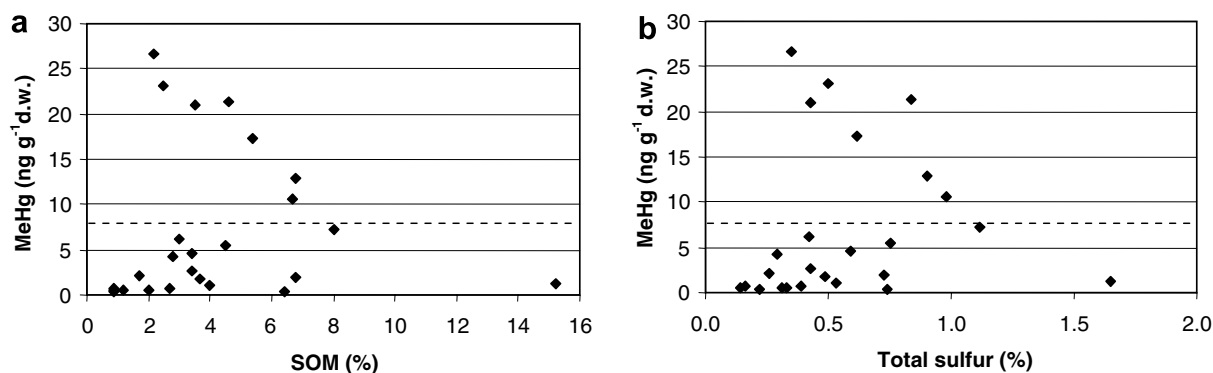 a
MeHg (ng g⁻¹d.w.)
30
25
20
15
10
5
0
0 2 4 6 8 10 12 14 16
SOM (%)
b
MeHg (ng g⁻¹ d.w.)
30
25
20
15
10
5
0
0.0 0.5 1.0 1.5 2.0
Total sulfur (%)